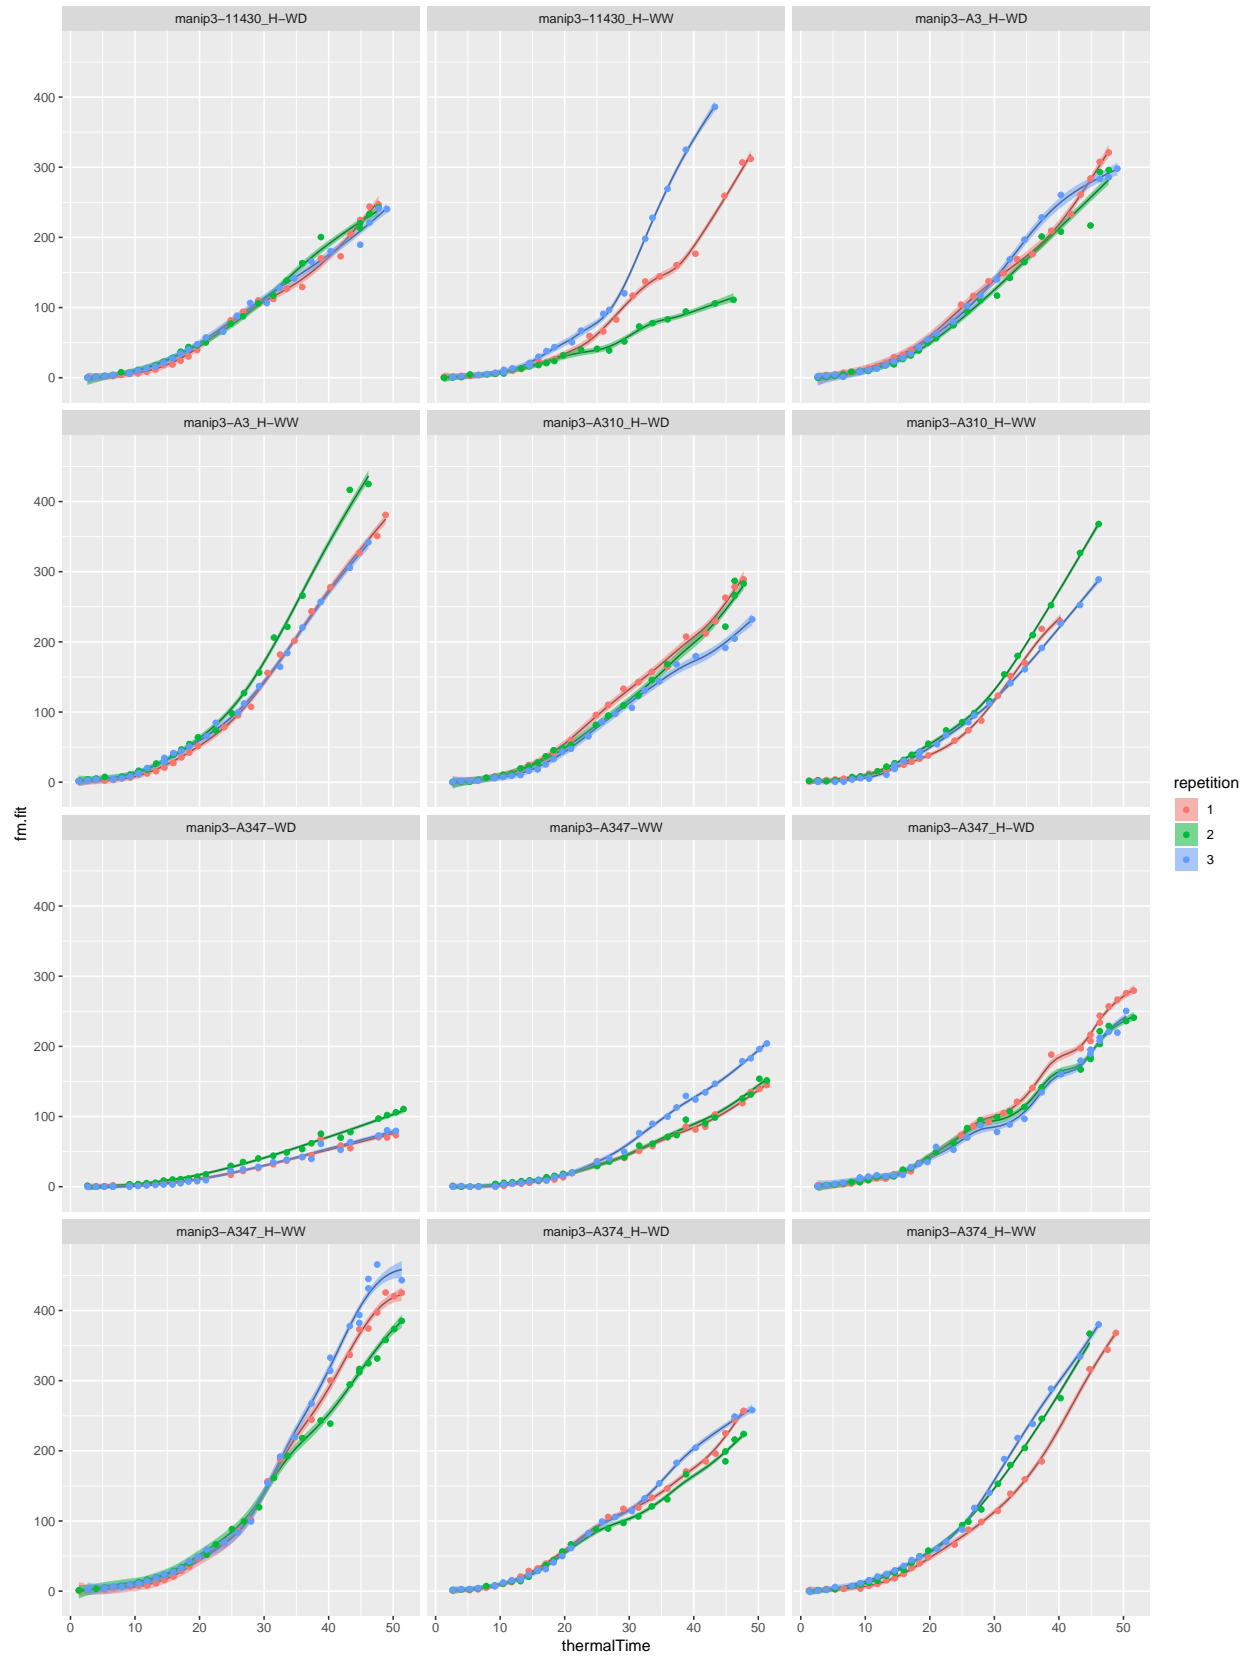 manip3-11430_H-WD manip3-11430_H-WW manip3-A3_H-WD
400
300
200
100
0
manip3-A3_H-WW manip3-A310_H-WD manip3-A310_H-WW
400
300
200
100
0
fm.fit
repetition
1
2
3
manip3-A347-WD manip3-A347-WW manip3-A347_H-WD
400
300
200
100
0
manip3-A347_H-WW manip3-A374_H-WD manip3-A374_H-WW
400
300
200
100
0
0 10 20 30 40 50 0 10 20 30 40 50 0 10 20 30 40 50
thermalTime